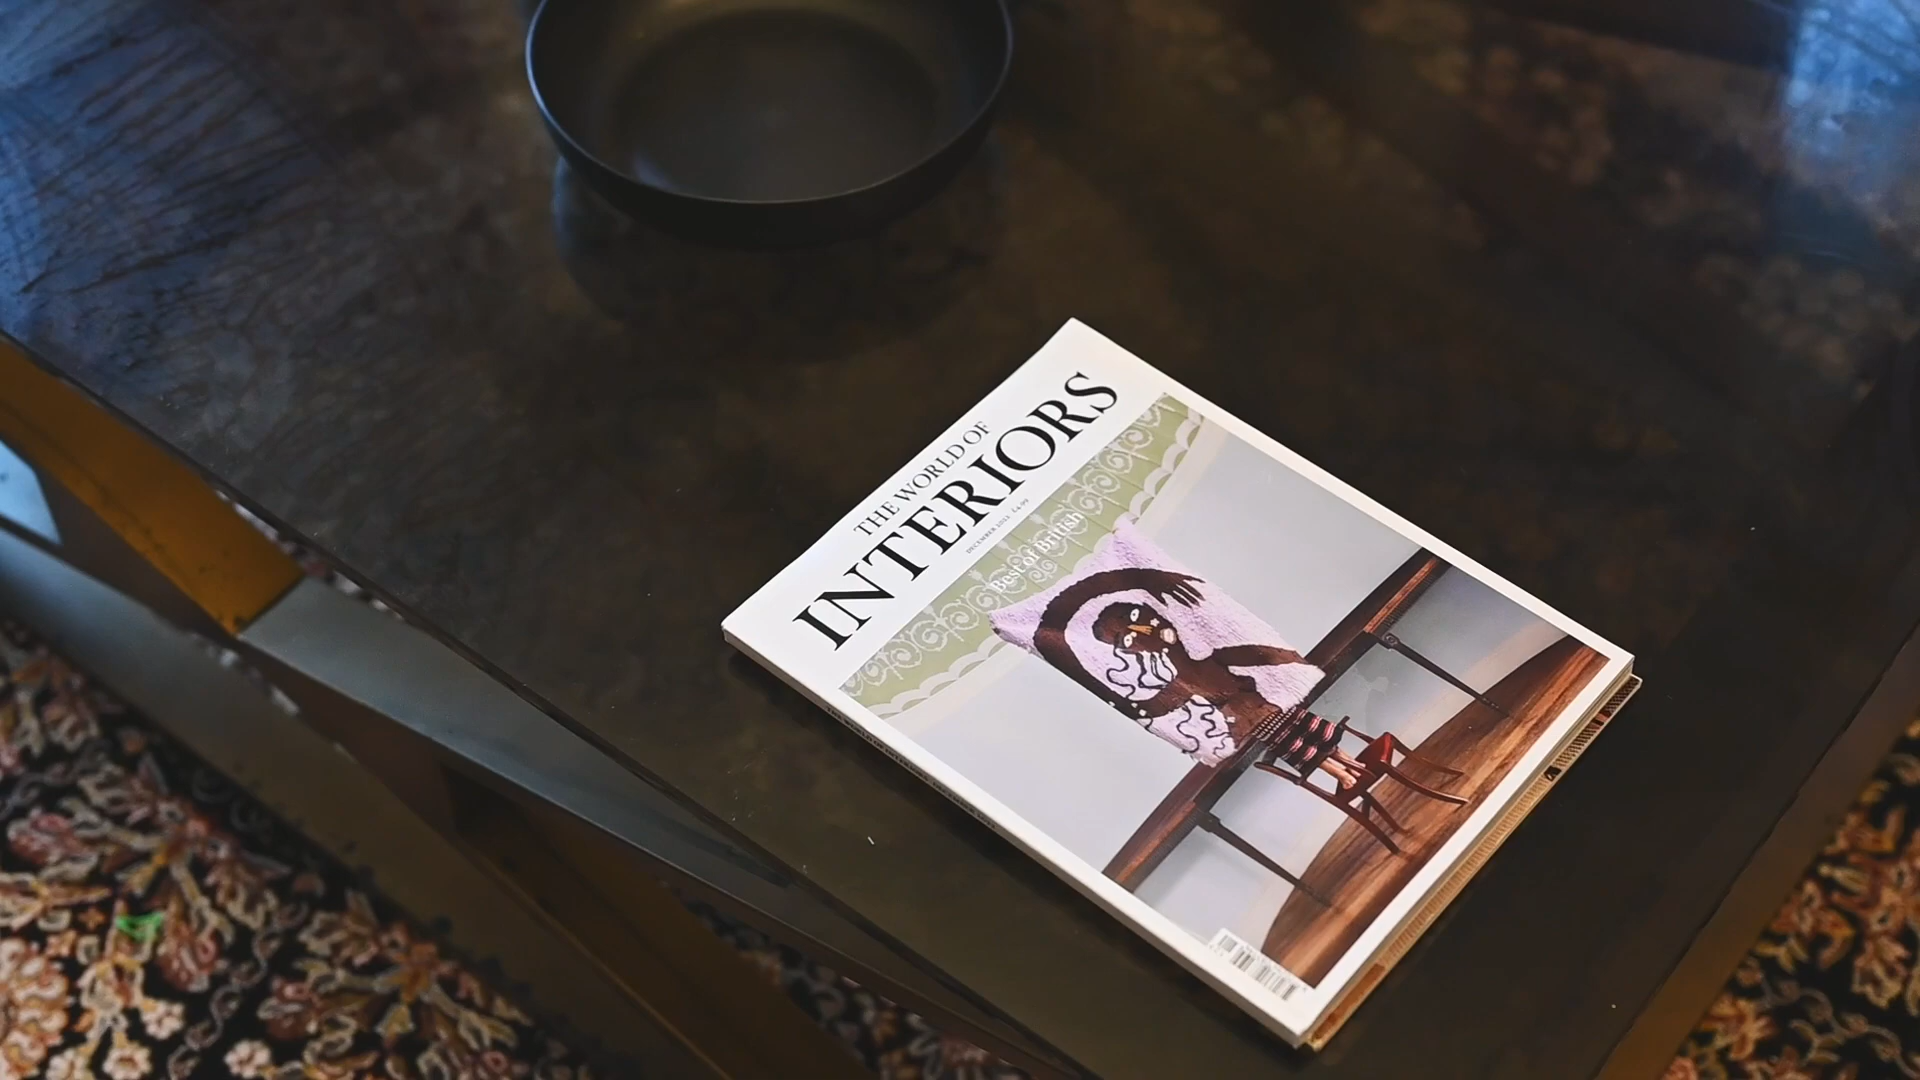 THE WORLD OF
INTERIORS
Best of British